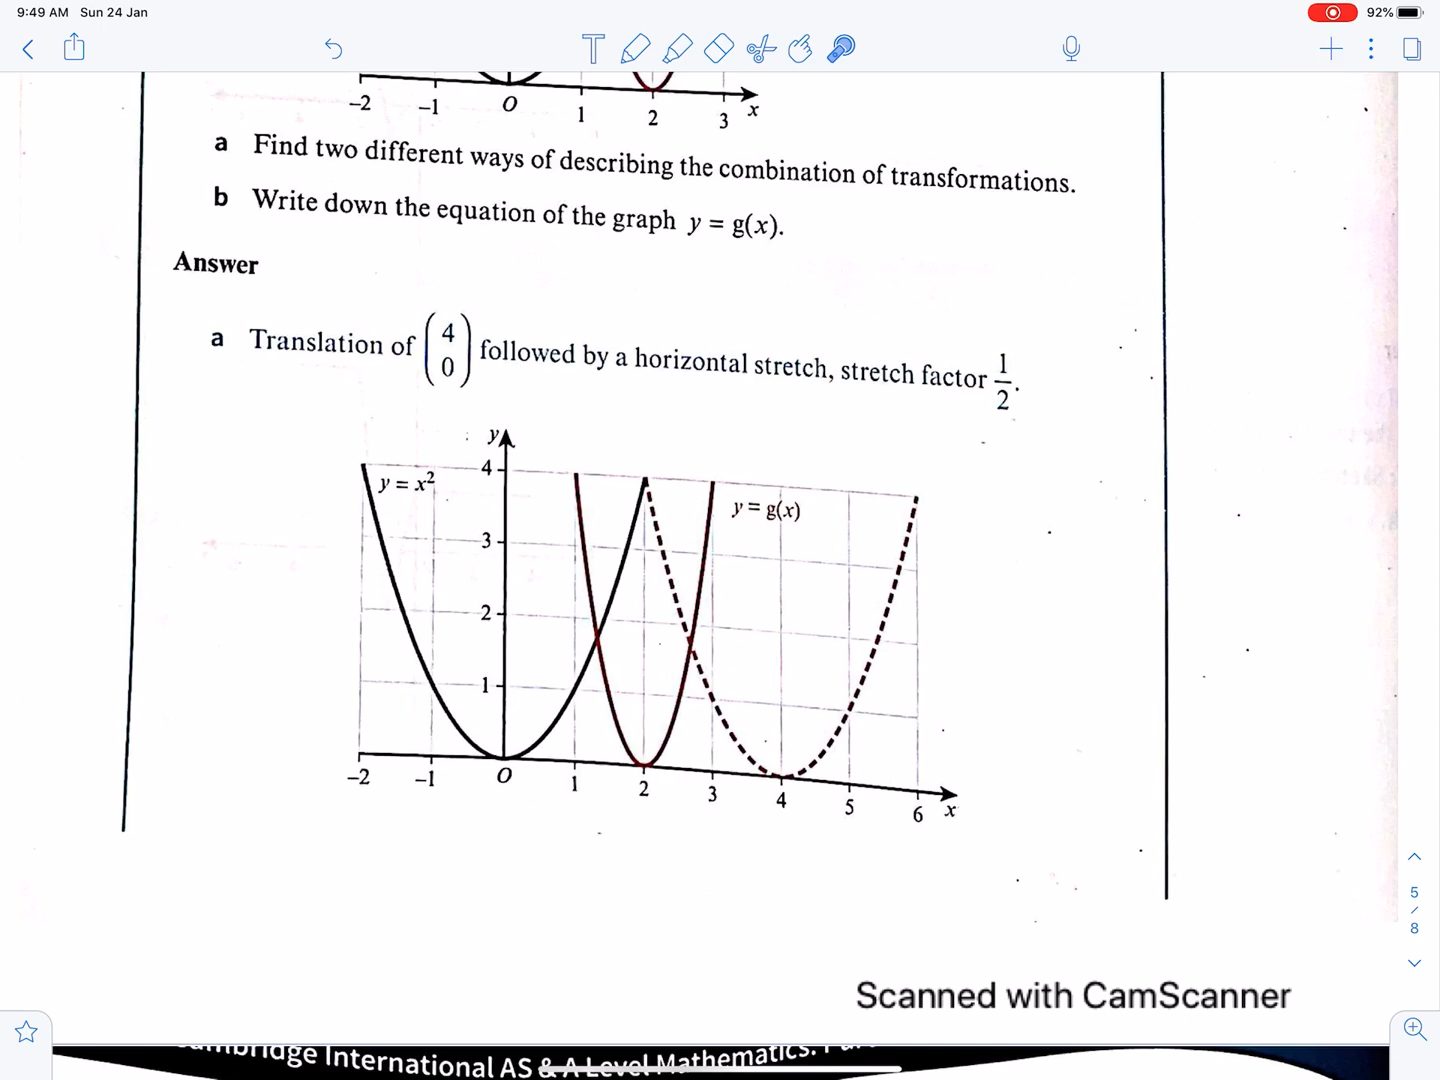 9:49 AM Sun 24 Jan
92%
-2 -1 O 1 2 3 x
a Find two different ways of describing the combination of transformations.
b Write down the equation of the graph y = g(x).
Answer
a Translation of (4 0) followed by a horizontal stretch, stretch factor 1/2.
y
4
y = x²
y = g(x)
3
2
1
-2 -1 O 1 2 3 4 5 6 x
5
/
8
Scanned with CamScanner
International AS & A Level Mathematics: